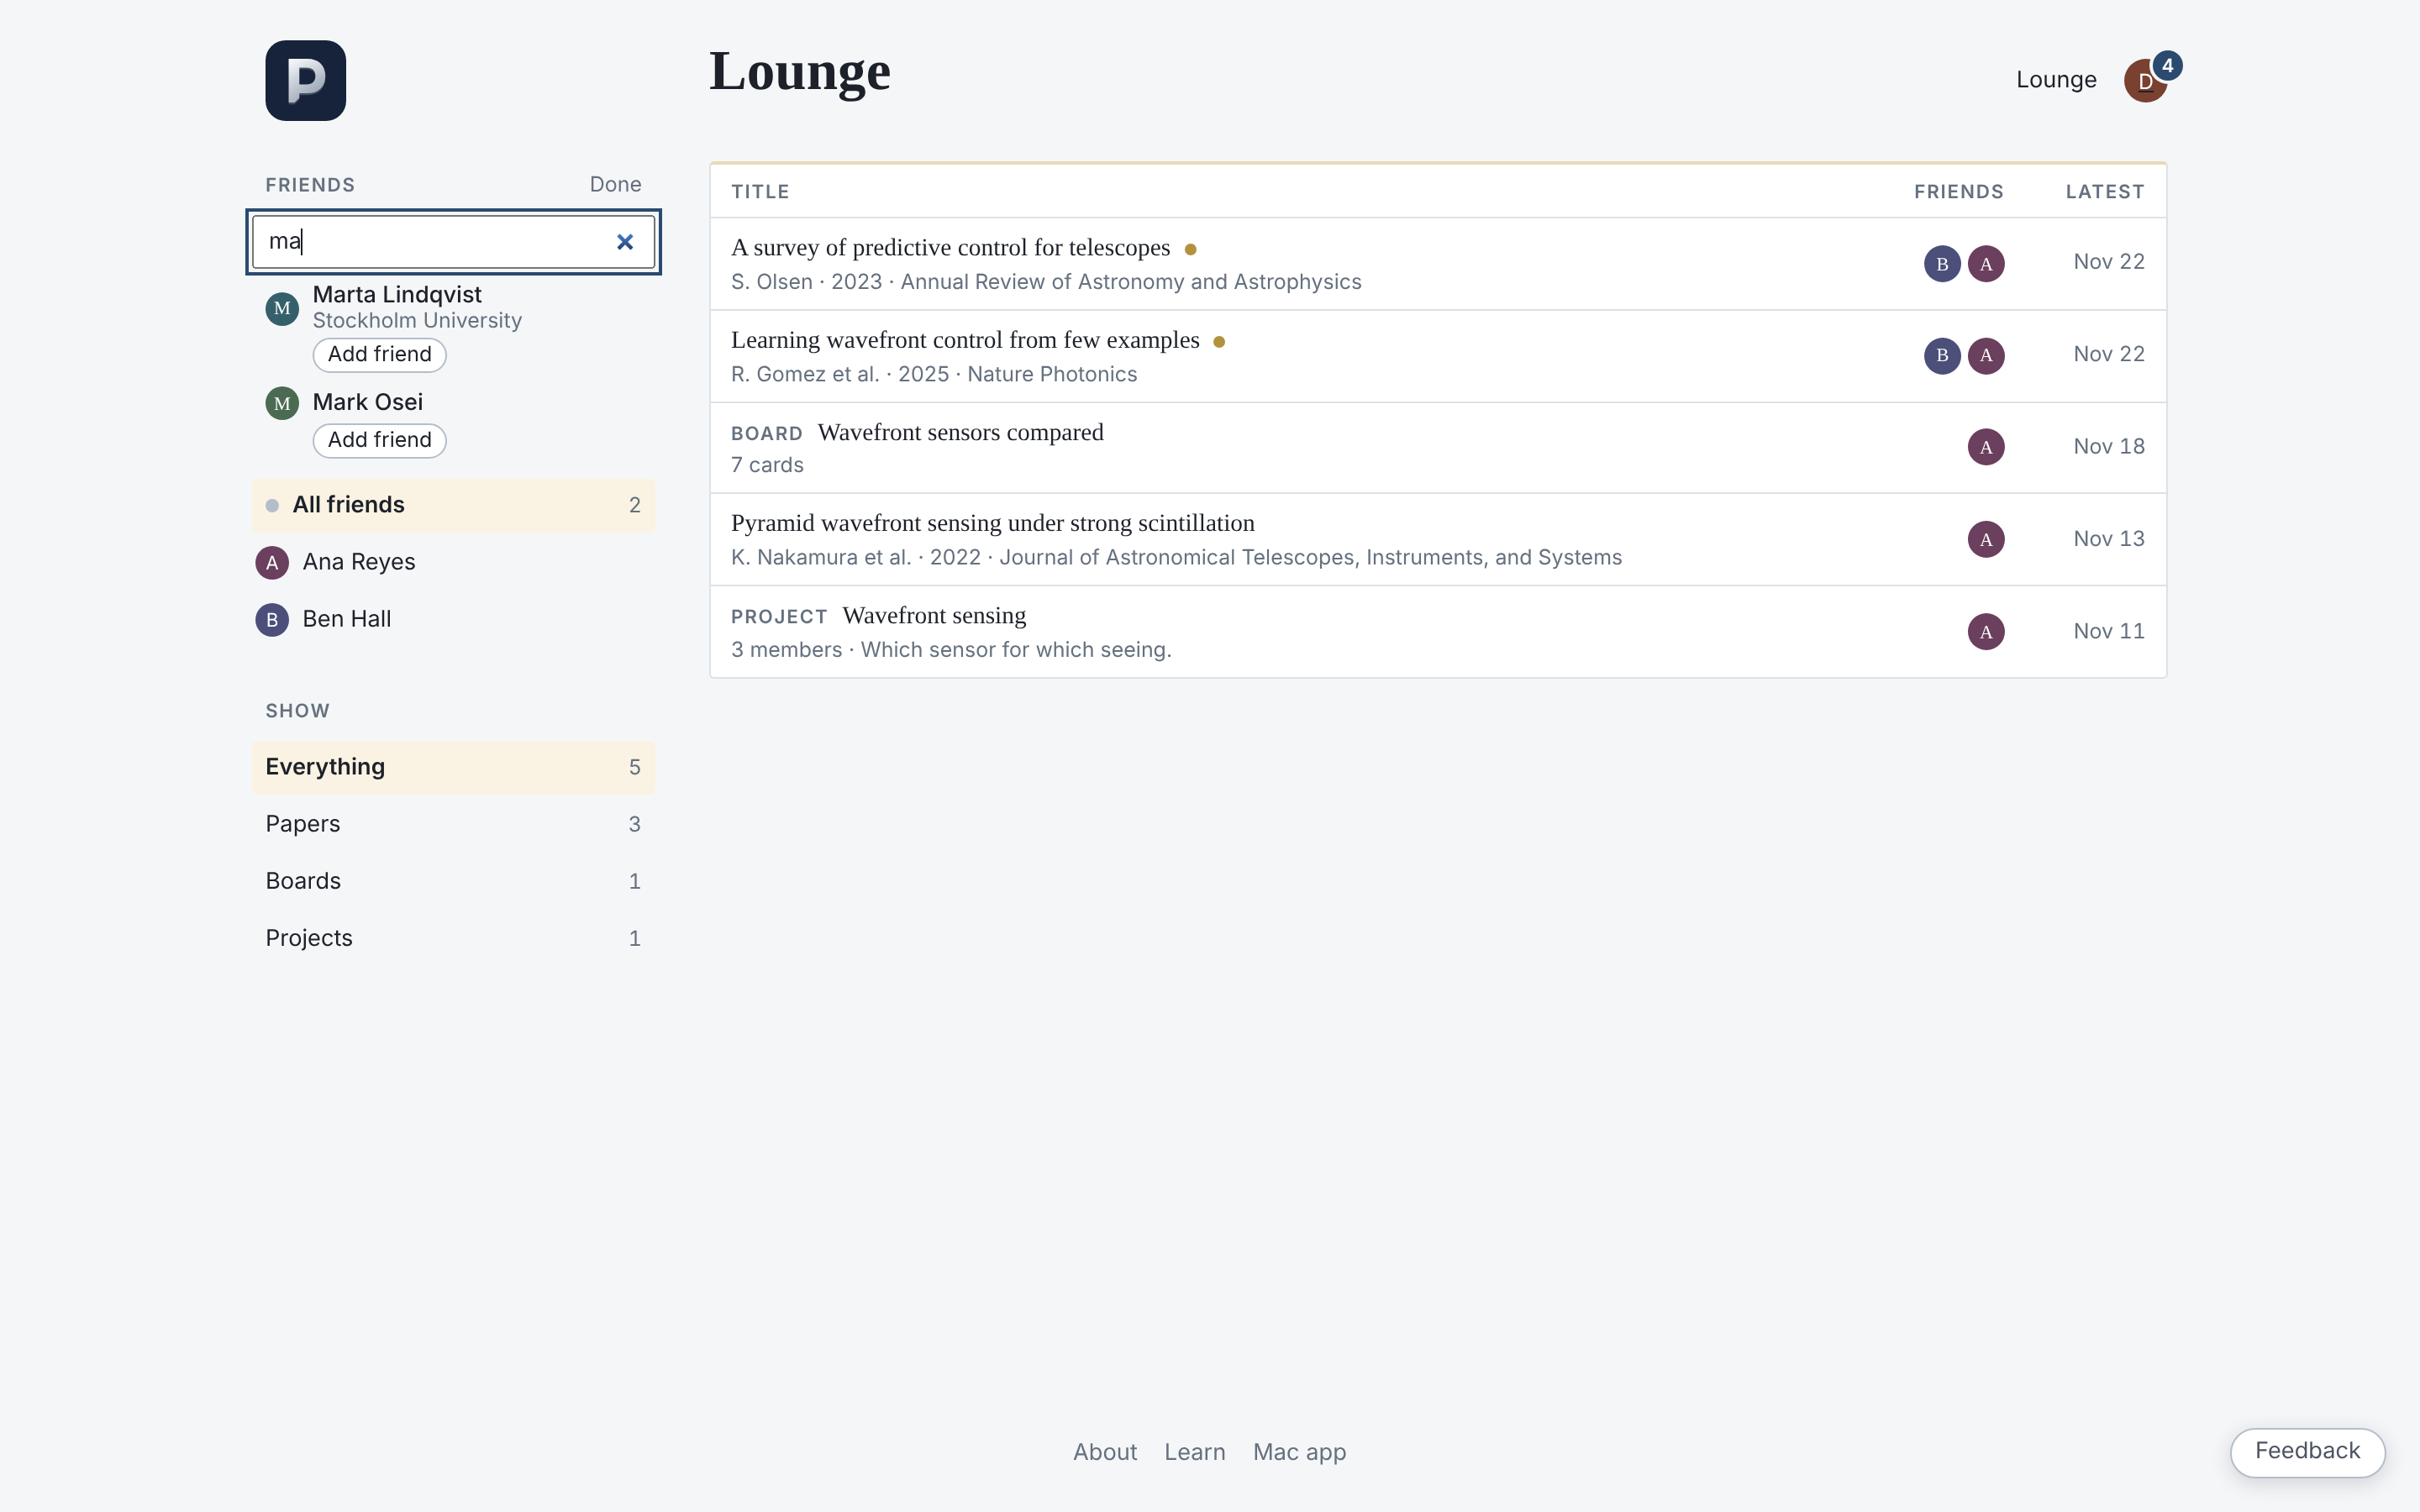 P
Lounge
Lounge
D
4
FRIENDS
Done
ma
M
Marta Lindqvist
Stockholm University
Add friend
M
Mark Osei
Add friend
All friends 2
A Ana Reyes
B Ben Hall
SHOW
Everything 5
Papers 3
Boards 1
Projects 1
TITLE FRIENDS LATEST
A survey of predictive control for telescopes
S. Olsen · 2023 · Annual Review of Astronomy and Astrophysics
B A Nov 22
Learning wavefront control from few examples
R. Gomez et al. · 2025 · Nature Photonics
B A Nov 22
BOARD Wavefront sensors compared
7 cards
A Nov 18
Pyramid wavefront sensing under strong scintillation
K. Nakamura et al. · 2022 · Journal of Astronomical Telescopes, Instruments, and Systems
A Nov 13
PROJECT Wavefront sensing
3 members · Which sensor for which seeing.
A Nov 11
About Learn Mac app
Feedback